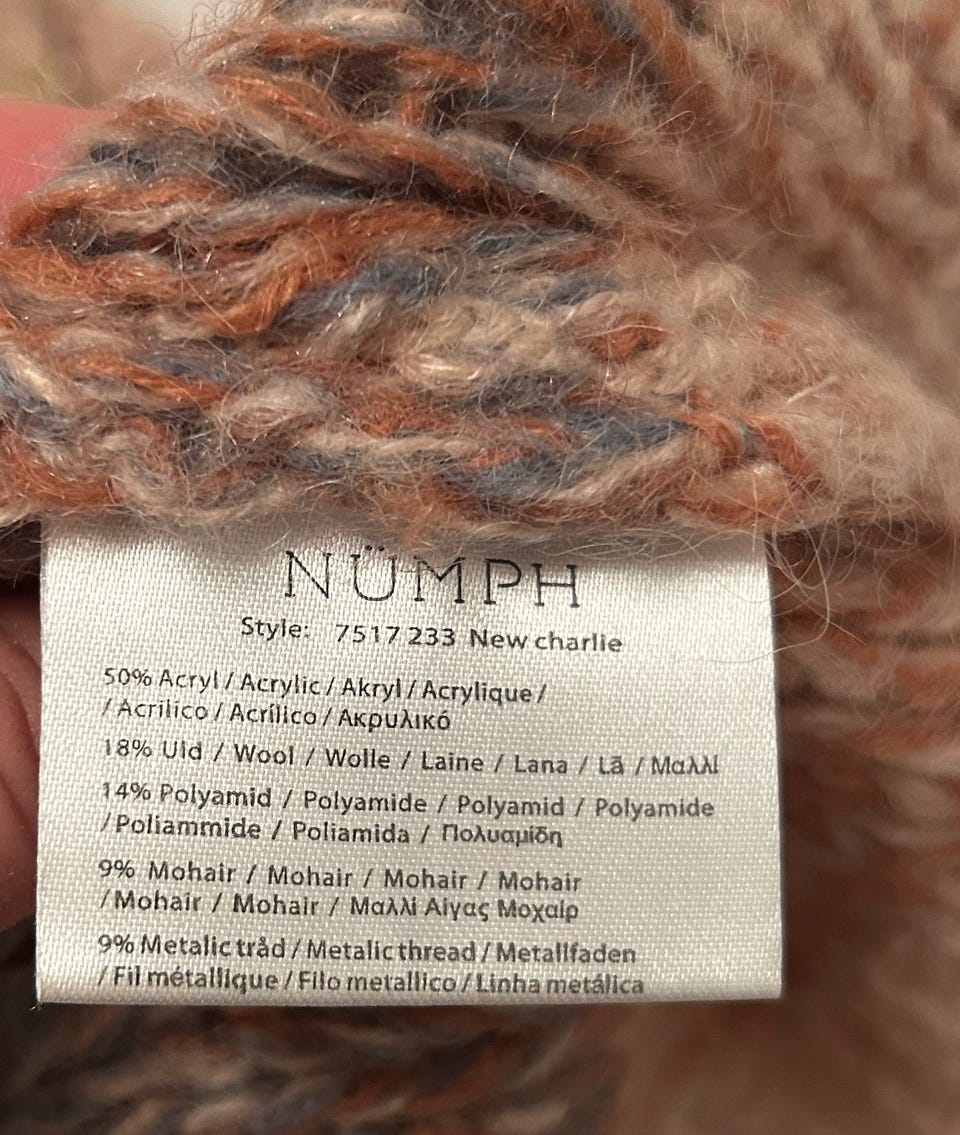 NÜMPH
Style: 7517 233 New charlie
50% Acryl / Acrylic / Akryl / Acrylique /
/ Acrilico / Acrílico / Ακρυλικό
18% Uld / Wool / Wolle / Laine / Lana / Lã / Μαλλί
14% Polyamid / Polyamide / Polyamid / Polyamide
/ Poliammide / Poliamida / Πολυαμίδη
9% Mohair / Mohair / Mohair / Mohair
/ Mohair / Mohair / Μαλλί Αίγας Μοχαίρ
9% Metalic tråd / Metalic thread / Metallfaden
/ Fil métallique / Filo metallico / Linha metálica